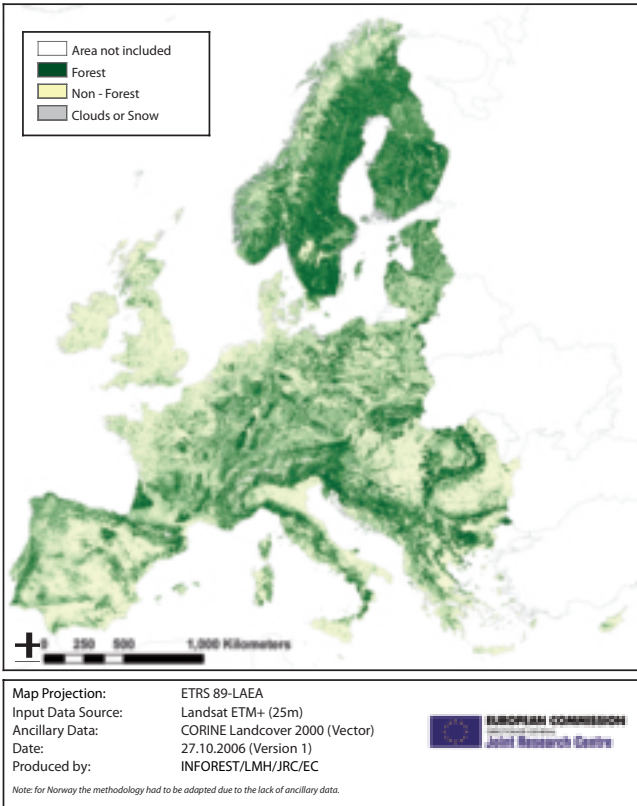 Area not included
Forest
Non - Forest
Clouds or Snow
0 250 500 1,000 Kilometers
Map Projection: ETRS 89-LAEA
Input Data Source: Landsat ETM+ (25m)
Ancillary Data: CORINE Landcover 2000 (Vector)
Date: 27.10.2006 (Version 1)
Produced by: INFOREST/LMH/JRC/EC
EUROPEAN COMMISSION
Joint Research Centre
Note: for Norway the methodology had to be adapted due to the lack of ancillary data.